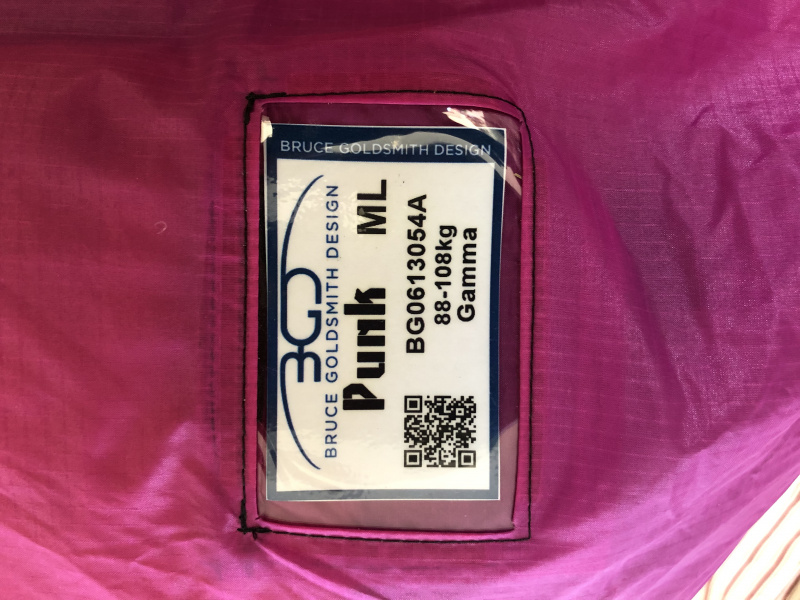 BRUCE GOLDSMITH DESIGN
BGD
BRUCE GOLDSMITH DESIGN
Punk ML
BG0613054A
88-108kg
Gamma